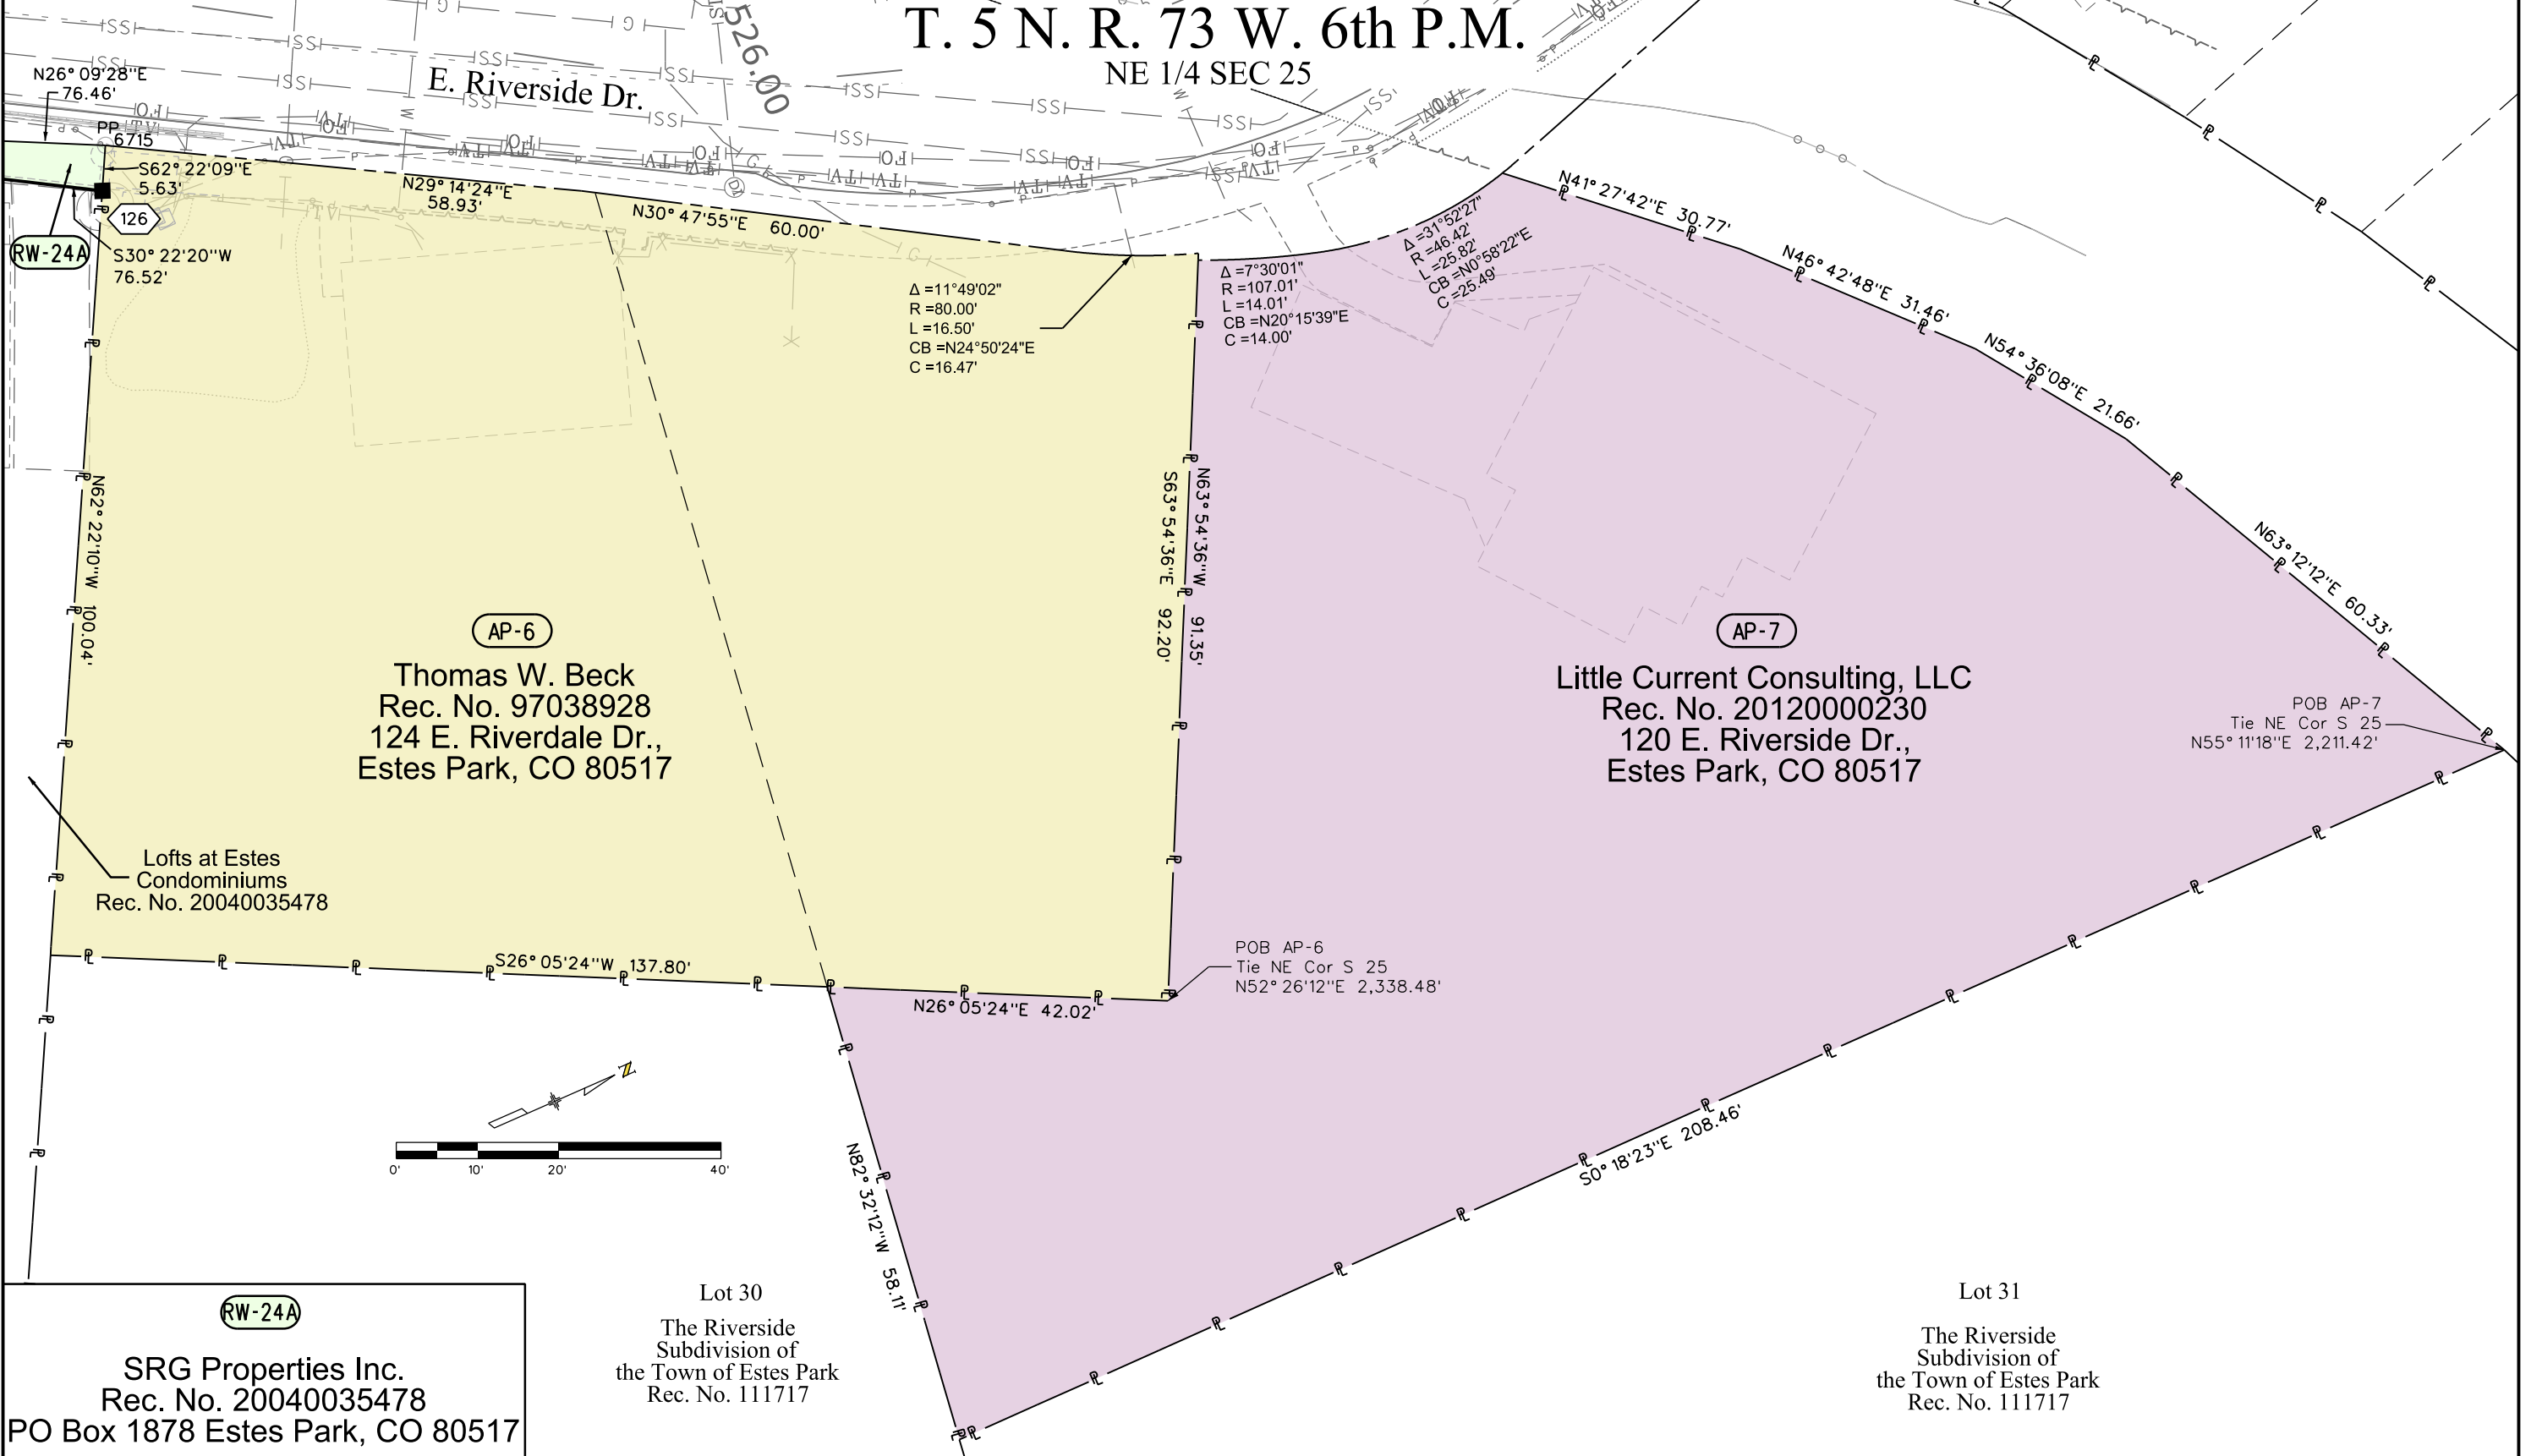 T. 5 N. R. 73 W. 6th P.M.
NE 1/4 SEC 25
526.00
E. Riverside Dr.
N26°09'28"E
76.46'
PP
6715
S62°22'09"E
5.63'
126
RW-24A
S30°22'20"W
76.52'
N29°14'24"E
58.93'
N30°47'55"E 60.00'
Δ =11°49'02"
R =80.00'
L =16.50'
CB =N24°50'24"E
C =16.47'
Δ =7°30'01"
R =107.01'
L =14.01'
CB =N20°15'39"E
C =14.00'
Δ =31°52'27"
R =46.42'
L =25.82'
CB =N0°58'22"E
C =25.49'
N41°27'42"E 30.77'
N46°42'48"E 31.46'
N54°36'08"E 21.66'
N63°12'12"E 60.33'
N62°22'10"W 100.04'
S63°54'36"E 92.20'
N63°54'36"W 91.35'
AP-6
Thomas W. Beck
Rec. No. 97038928
124 E. Riverdale Dr.,
Estes Park, CO 80517
AP-7
Little Current Consulting, LLC
Rec. No. 20120000230
120 E. Riverside Dr.,
Estes Park, CO 80517
POB AP-7
Tie NE Cor S 25
N55°11'18"E 2,211.42'
Lofts at Estes
Condominiums
Rec. No. 20040035478
S26°05'24"W 137.80'
N26°05'24"E 42.02'
POB AP-6
Tie NE Cor S 25
N52°26'12"E 2,338.48'
N
0' 10' 20' 40'
N82°32'12"W 58.11'
S0°18'23"E 208.46'
RW-24A
SRG Properties Inc.
Rec. No. 20040035478
PO Box 1878 Estes Park, CO 80517
Lot 30
The Riverside
Subdivision of
the Town of Estes Park
Rec. No. 111717
Lot 31
The Riverside
Subdivision of
the Town of Estes Park
Rec. No. 111717